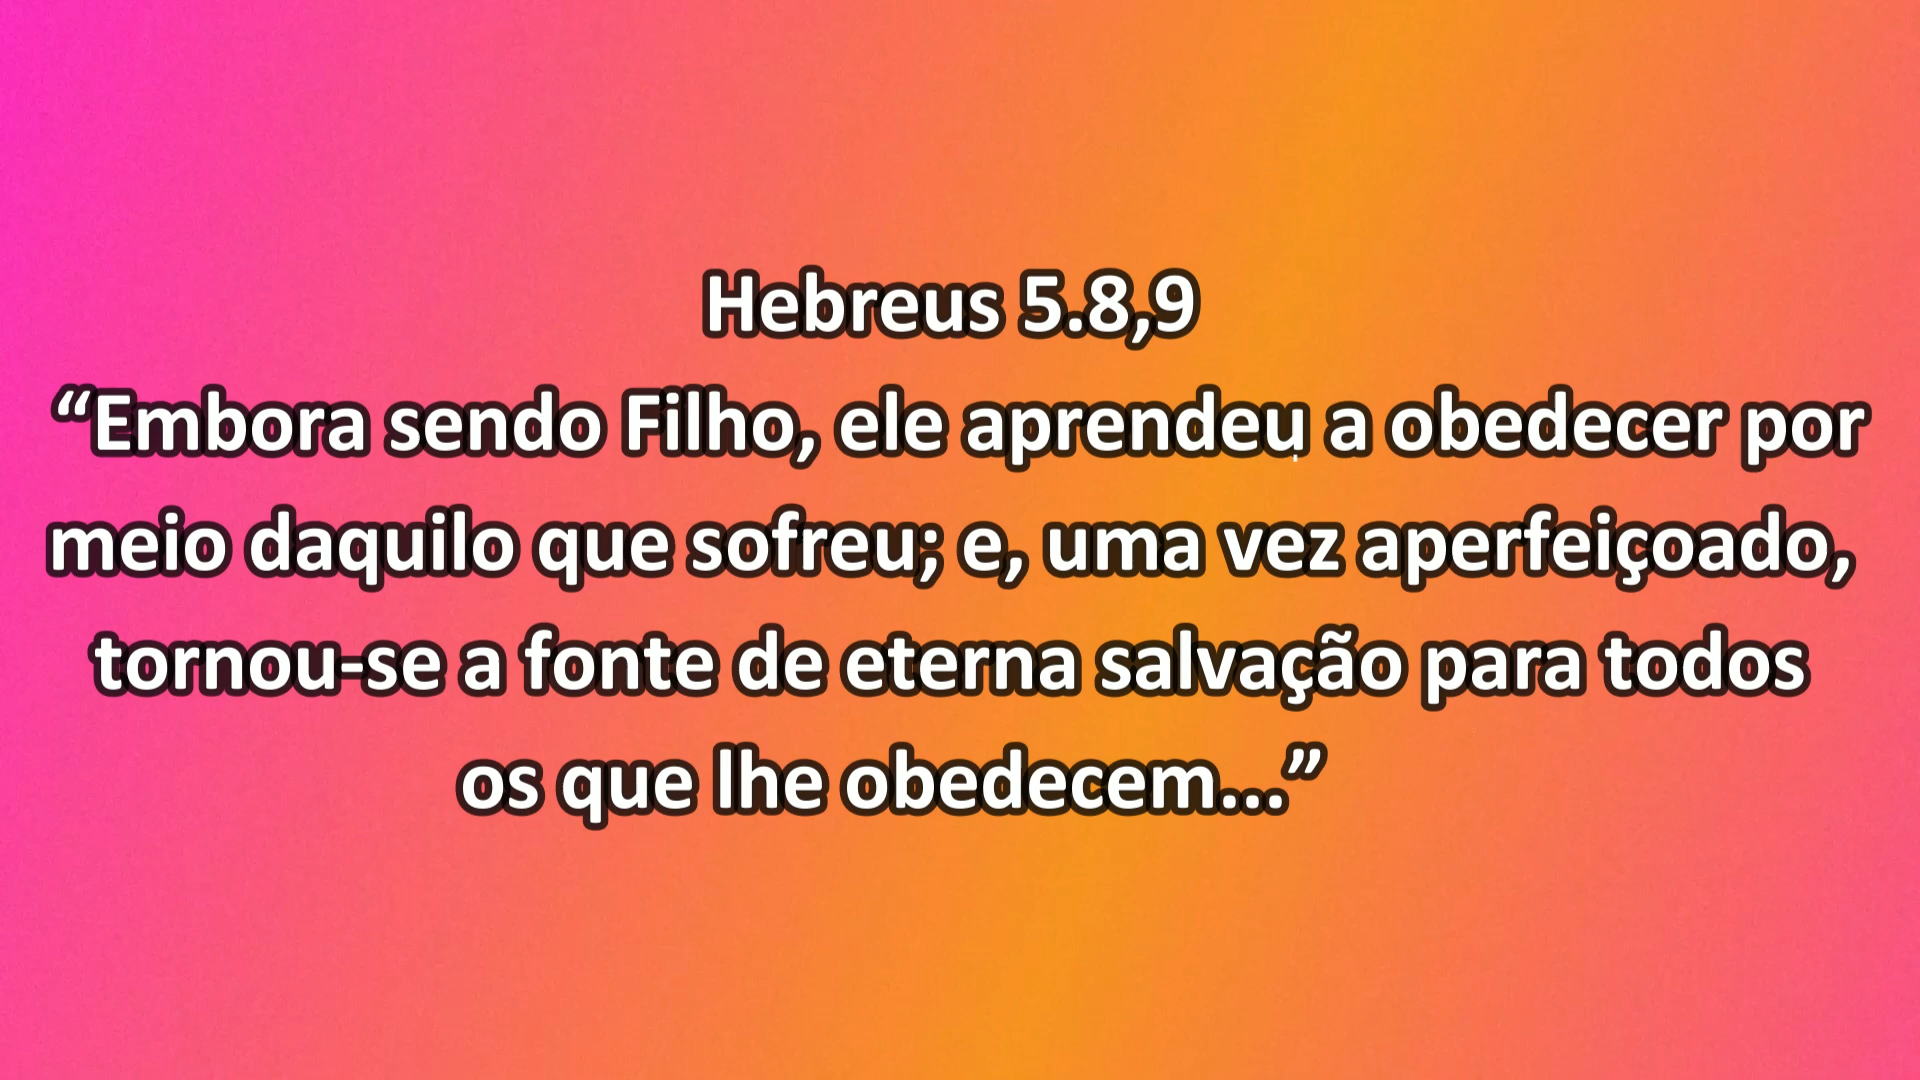 Hebreus 5.8,9
“Embora sendo Filho, ele aprendeu a obedecer por
meio daquilo que sofreu; e, uma vez aperfeiçoado,
tornou-se a fonte de eterna salvação para todos
os que lhe obedecem...”